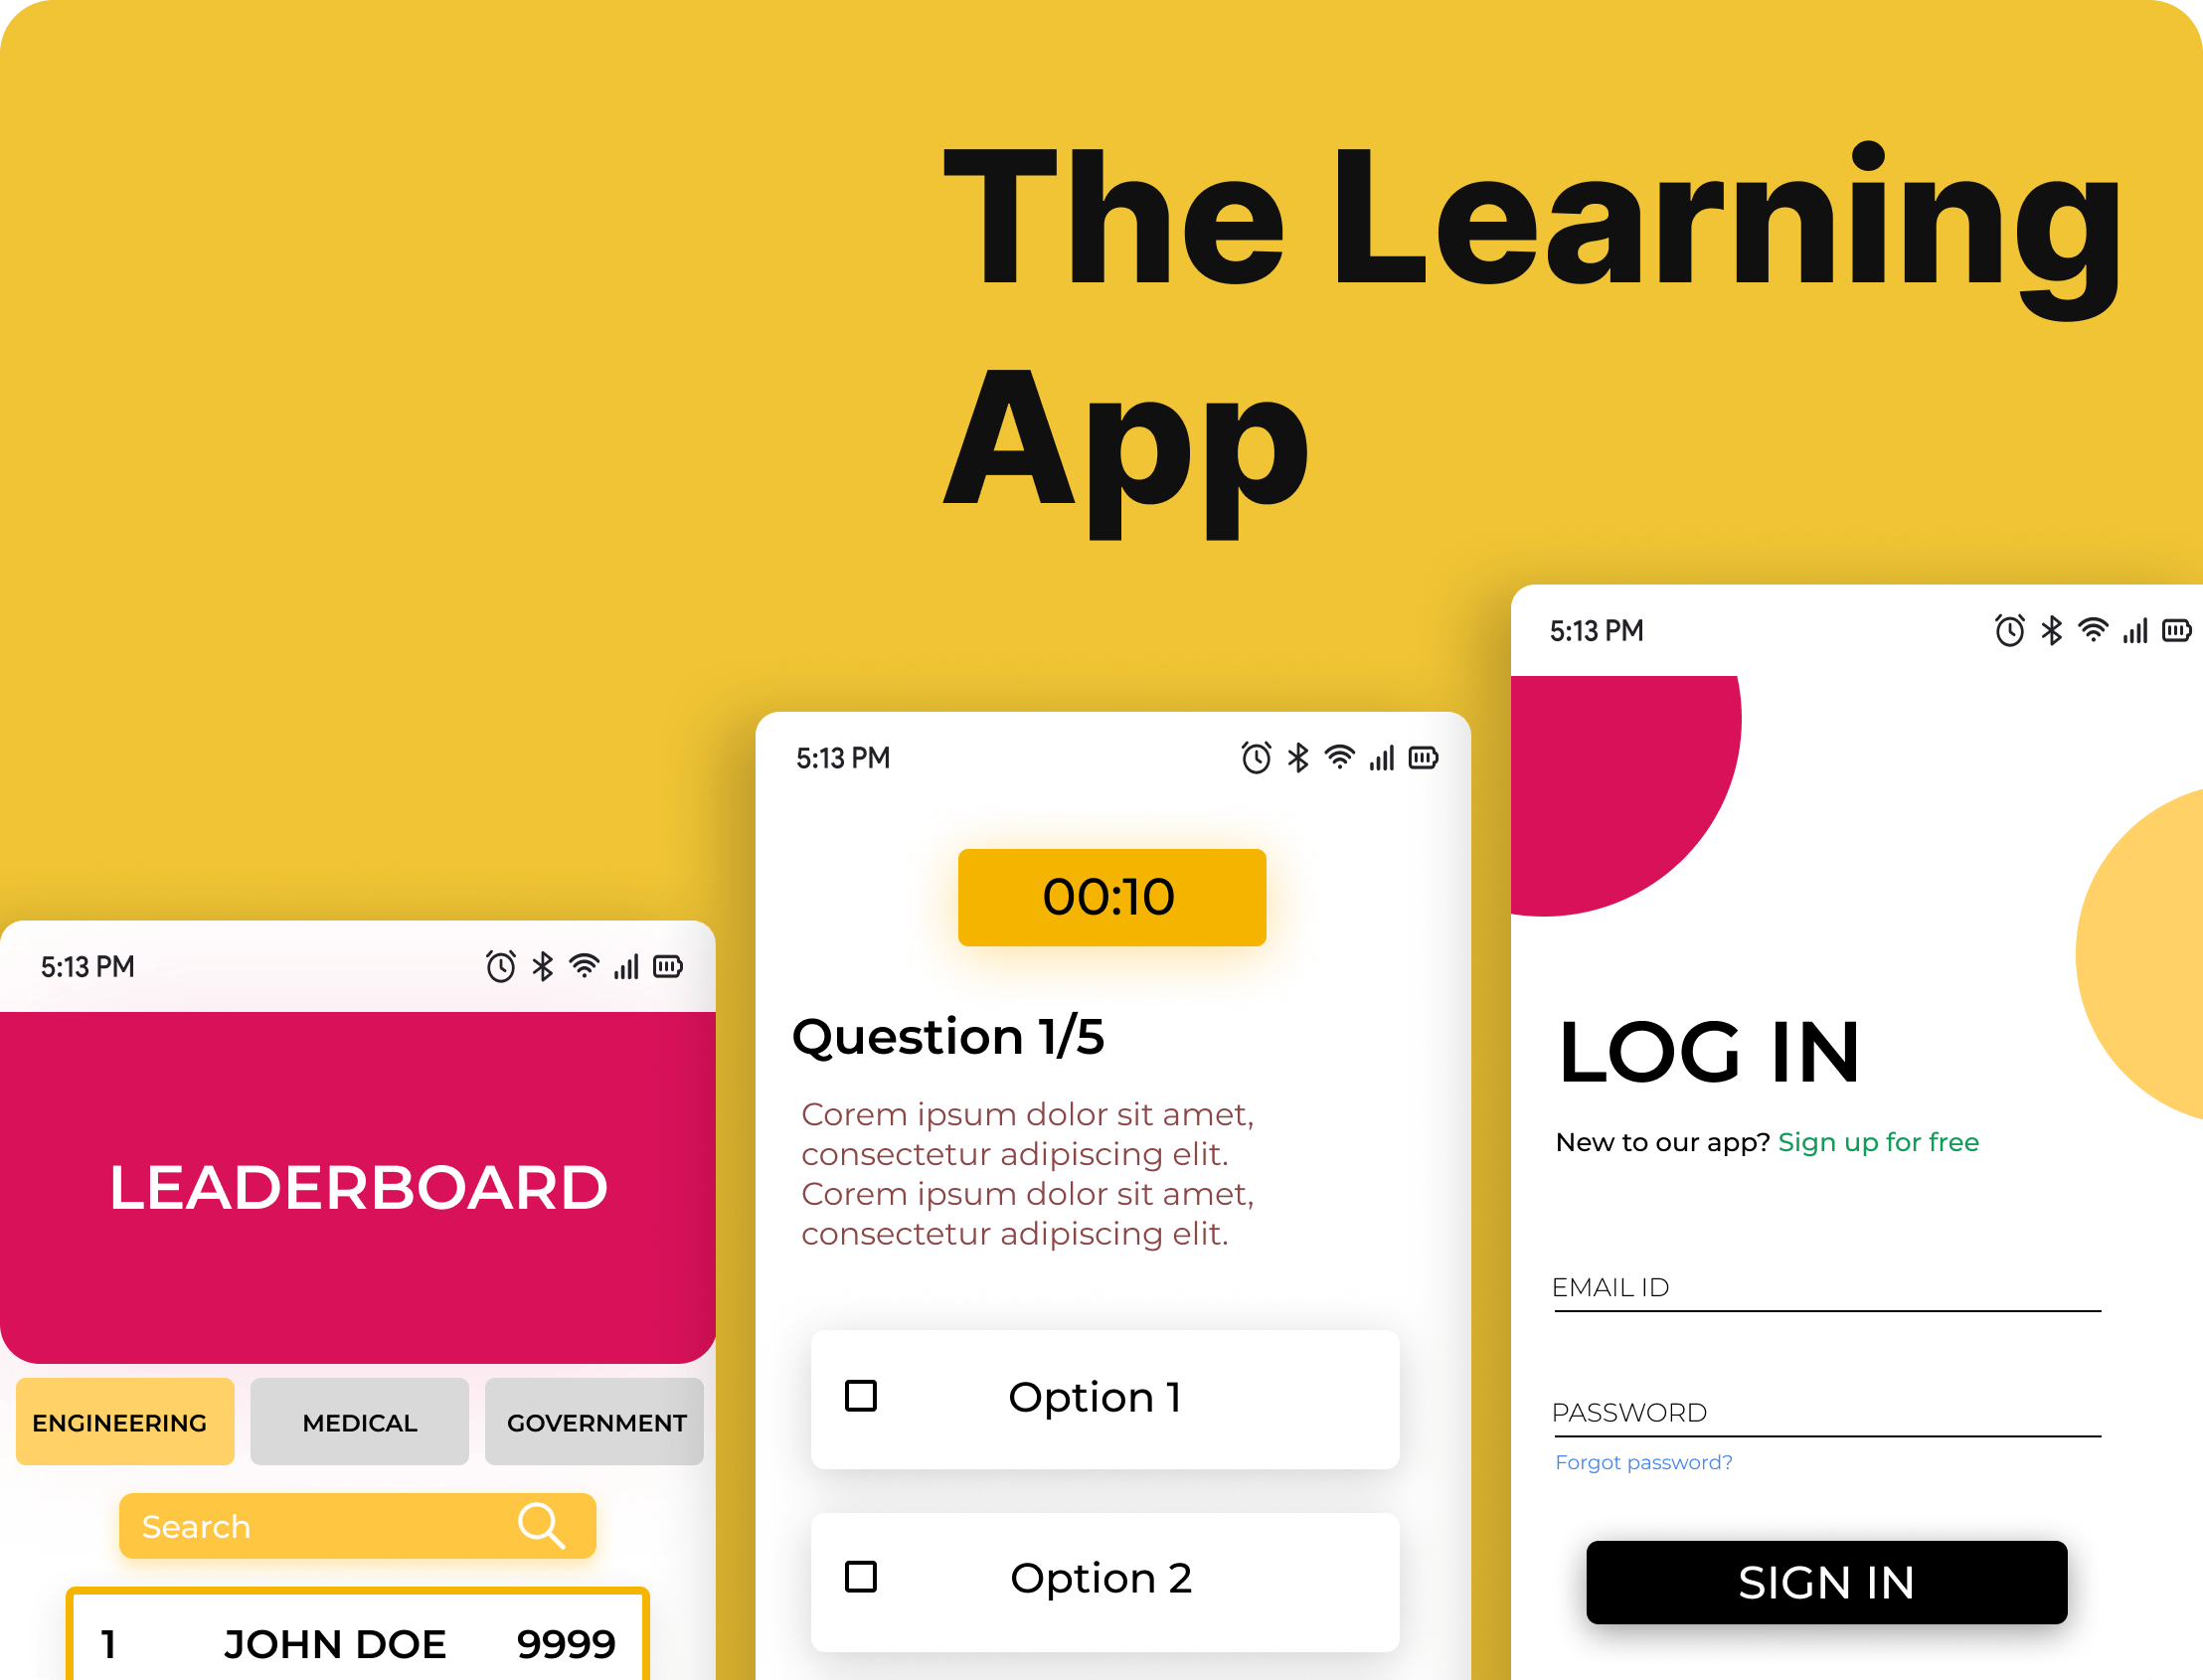 The Learning
App
5:13 PM
LEADERBOARD
ENGINEERING
MEDICAL
GOVERNMENT
Search
1 JOHN DOE 9999
5:13 PM
00:10
Question 1/5
Corem ipsum dolor sit amet,
consectetur adipiscing elit.
Corem ipsum dolor sit amet,
consectetur adipiscing elit.
Option 1
Option 2
5:13 PM
LOG IN
New to our app? Sign up for free
EMAIL ID
PASSWORD
Forgot password?
SIGN IN